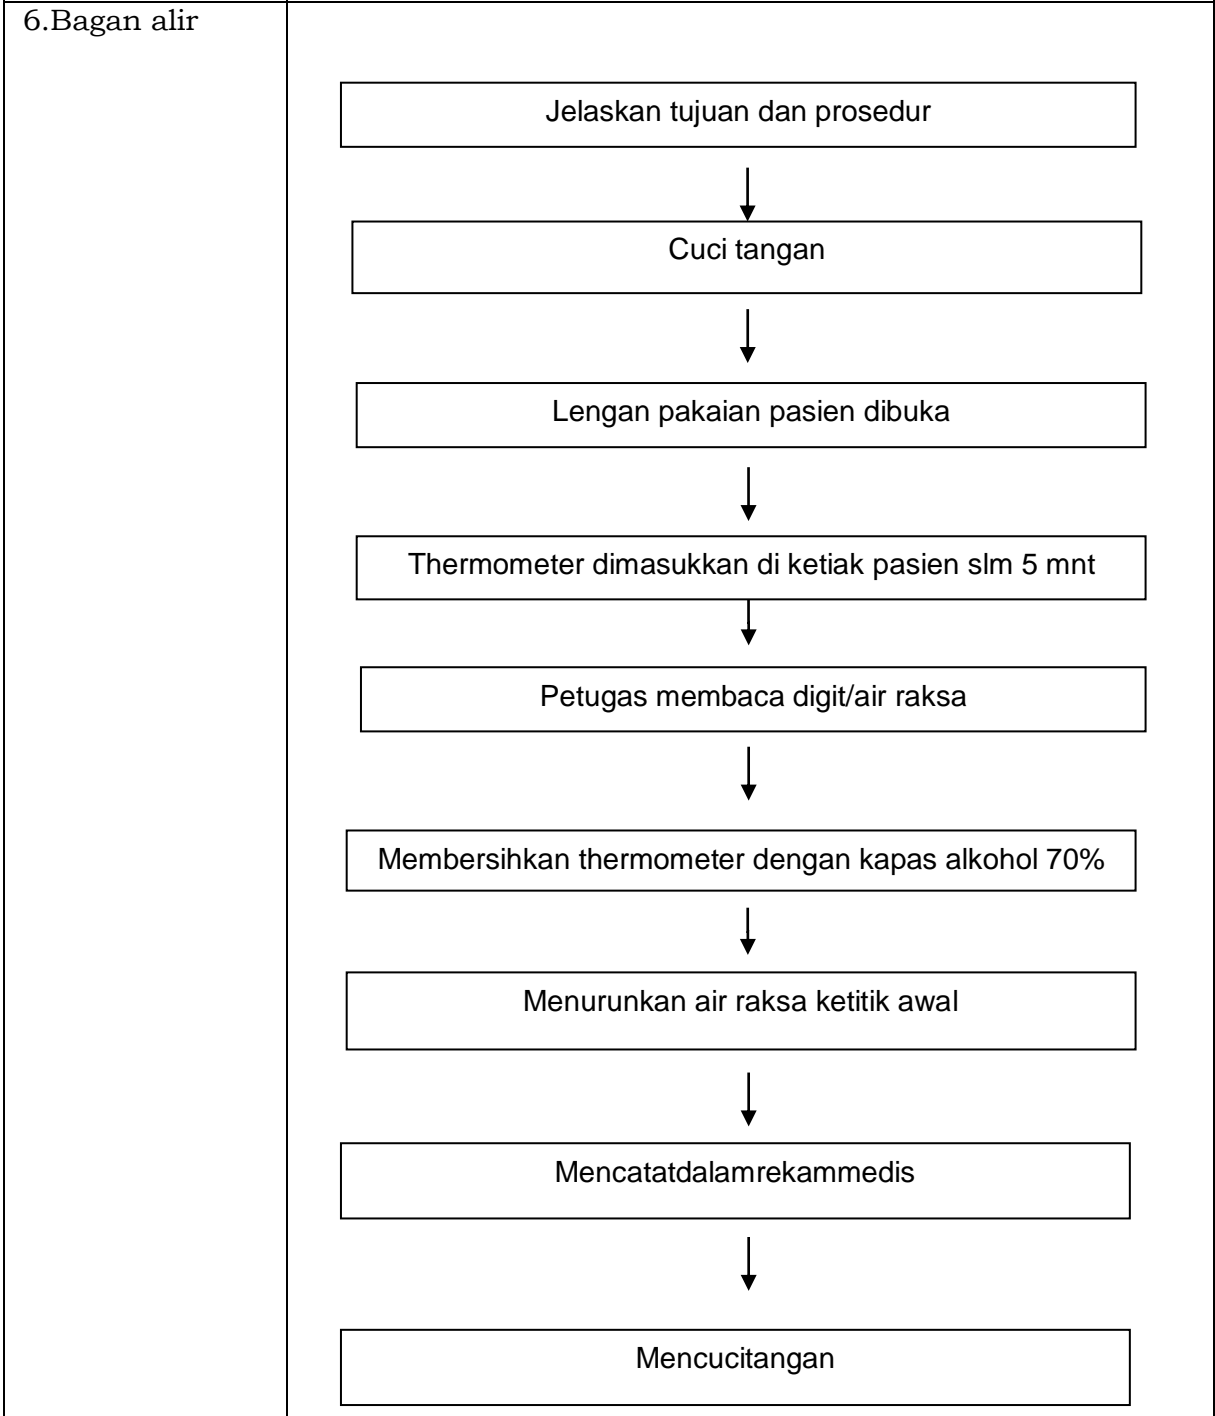 6.Bagan alir
Jelaskan tujuan dan prosedur
Cuci tangan
Lengan pakaian pasien dibuka
Thermometer dimasukkan di ketiak pasien slm 5 mnt
Petugas membaca digit/air raksa
Membersihkan thermometer dengan kapas alkohol 70%
Menurunkan air raksa ketitik awal
Mencatatdalamrekammedis
Mencucitangan